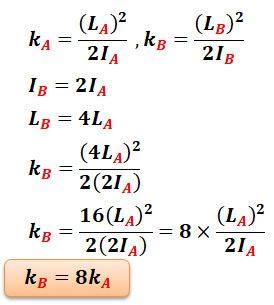 k_A = (L_A)² / 2I_A , k_B = (L_B)² / 2I_B
I_B = 2I_A
L_B = 4L_A
k_B = (4L_A)² / 2(2I_A)
k_B = 16(L_A)² / 2(2I_A) = 8 × (L_A)² / 2I_A
k_B = 8k_A